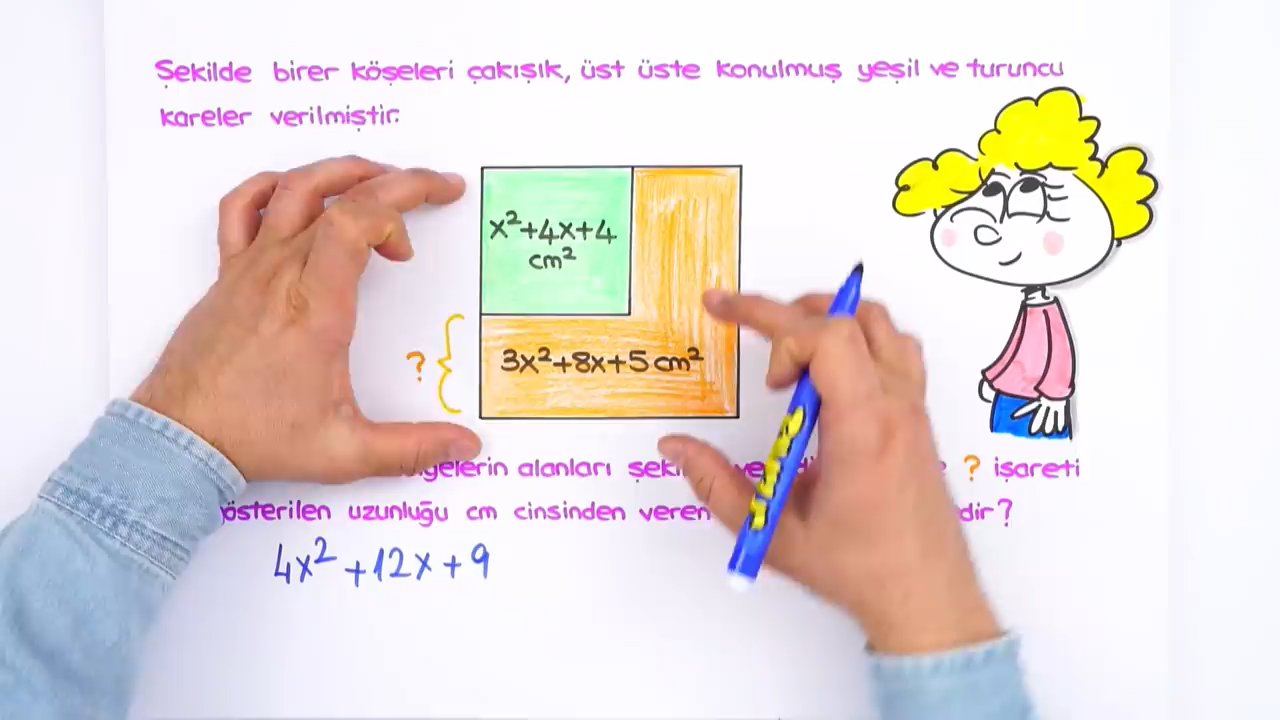 Şekilde birer köşeleri çakışık, üst üste konulmuş yeşil ve turuncu
kareler verilmiştir.
x²+4x+4
cm²
?
3x²+8x+5 cm²
alanları ? işareti
uzunluğu cm cinsinden veren
4x²+12x+9